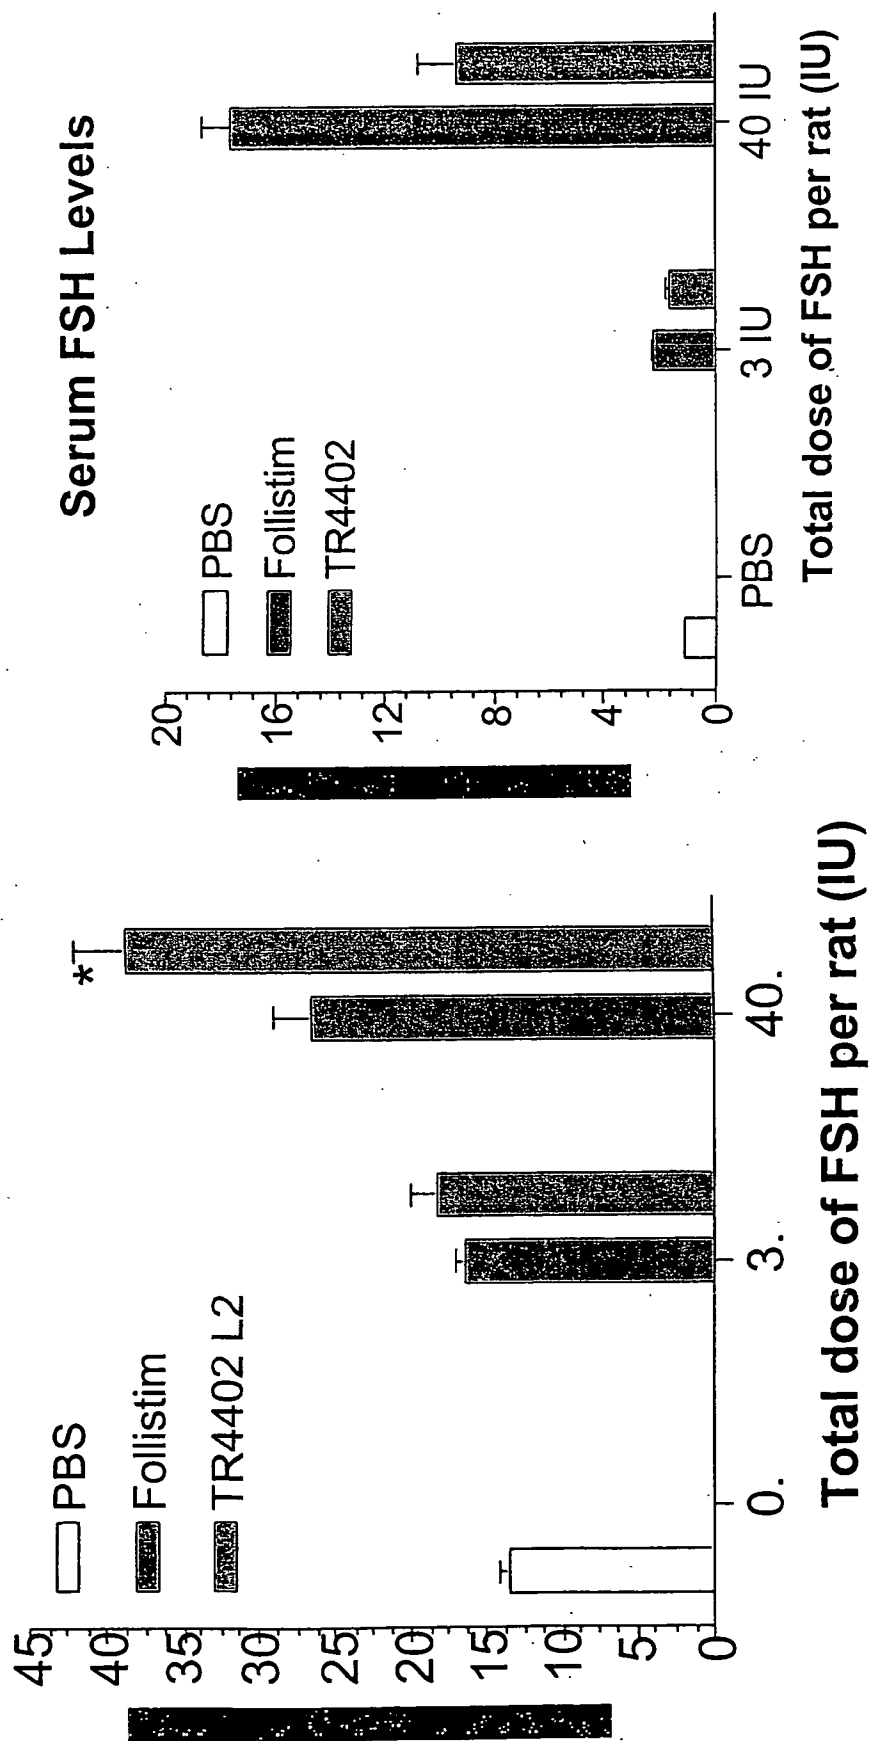 45
40
35
30
25
20
15
10
5
0
PBS
Follistim
TR4402 L2
*
0.
3.
40.
Total dose of FSH per rat (IU)
Serum FSH Levels
20
16
12
8
4
0
PBS
Follistim
TR4402
PBS
3 IU
40 IU
Total dose of FSH per rat (IU)